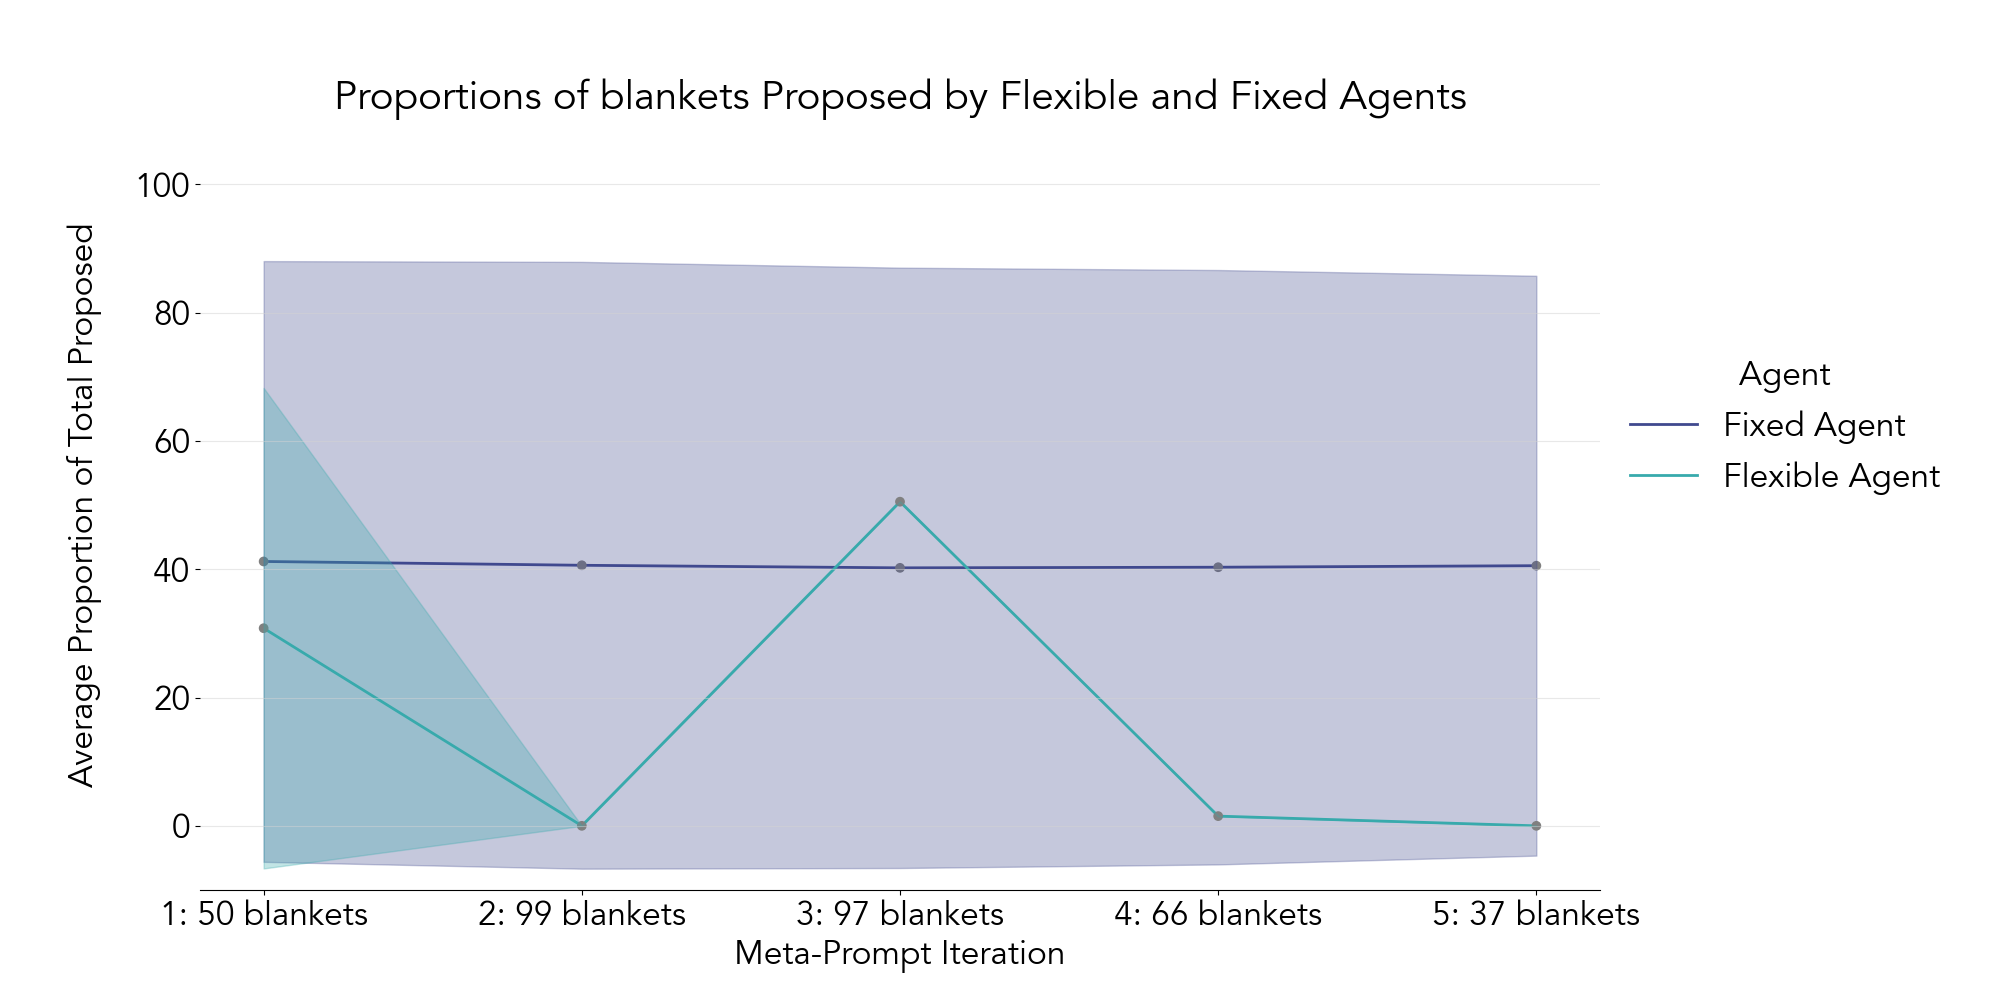 Proportions of blankets Proposed by Flexible and Fixed Agents
Average Proportion of Total Proposed
100
80
60
40
20
0
1: 50 blankets
2: 99 blankets
3: 97 blankets
4: 66 blankets
5: 37 blankets
Meta-Prompt Iteration
Agent
Fixed Agent
Flexible Agent